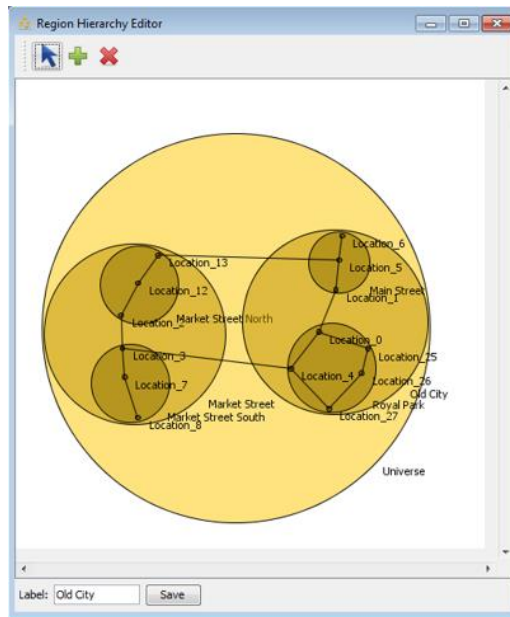 Region Hierarchy Editor
Location_6
Location_13
Location_5
Location_12
Main Street
Location_1
Location_2
Market Street North
Location_0
Location_3
Location_25
Location_4
Location_26
Location_7
Old City
Market Street
Royal Park
Market Street South
Location_27
Location_8
Universe
Label: Old City Save